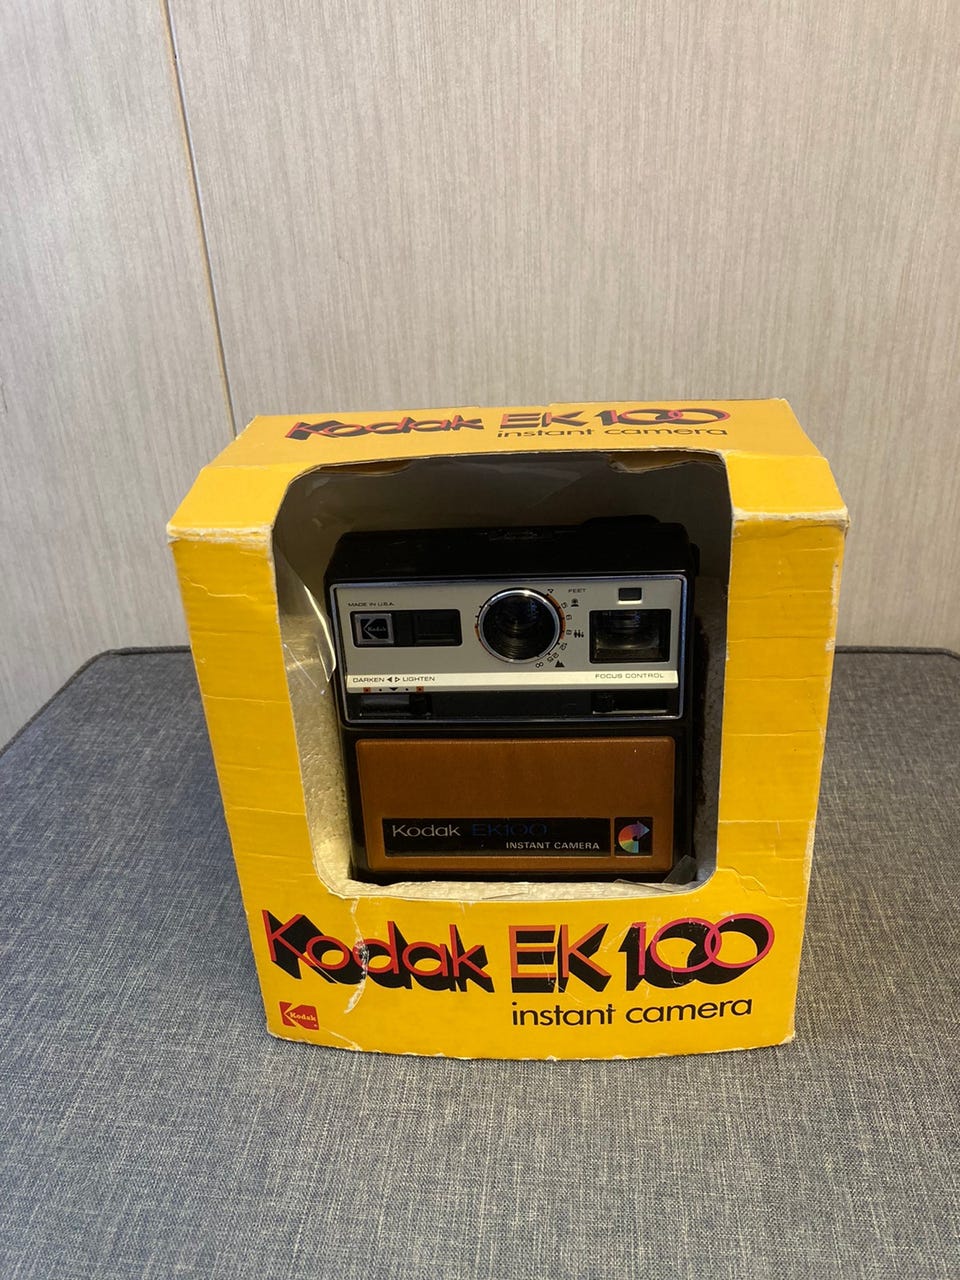 Kodak EK100
instant camera
MADE IN U.S.A.
Kodak
FEET
DARKEN ◀ ▷ LIGHTEN
FOCUS CONTROL
Kodak EK100
INSTANT CAMERA
Kodak EK100
instant camera
Kodak